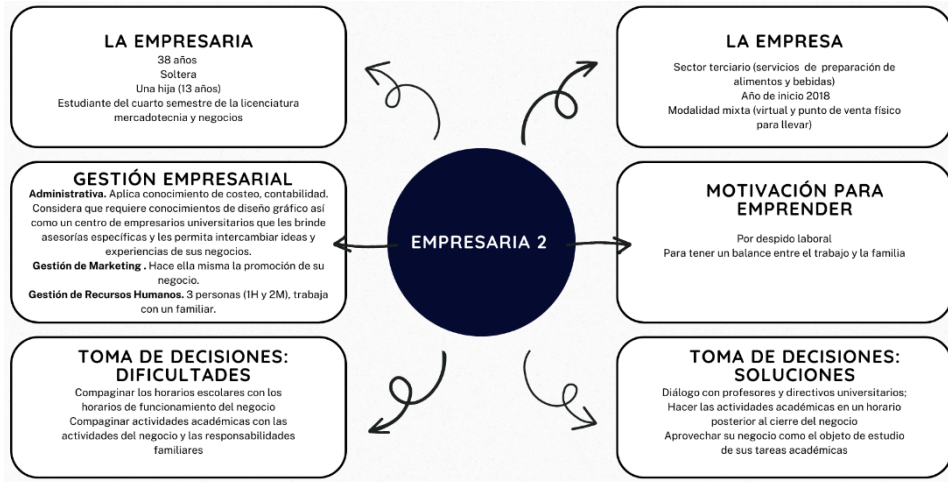 LA EMPRESARIA
38 años
Soltera
Una hija (13 años)
Estudiante del cuarto semestre de la licenciatura
mercadotecnia y negocios
LA EMPRESA
Sector terciario (servicios de preparación de
alimentos y bebidas)
Año de inicio 2018
Modalidad mixta (virtual y punto de venta físico
para llevar)
GESTIÓN EMPRESARIAL
Administrativa. Aplica conocimiento de costeo, contabilidad.
Considera que requiere conocimientos de diseño gráfico así
como un centro de empresarios universitarios que les brinde
asesorías específicas y les permita intercambiar ideas y
experiencias de sus negocios.
Gestión de Marketing . Hace ella misma la promoción de su
negocio.
Gestión de Recursos Humanos. 3 personas (1H y 2M), trabaja
con un familiar.
EMPRESARIA 2
MOTIVACIÓN PARA
EMPRENDER
Por despido laboral
Para tener un balance entre el trabajo y la familia
TOMA DE DECISIONES:
DIFICULTADES
Compaginar los horarios escolares con los
horarios de funcionamiento del negocio
Compaginar actividades académicas con las
actividades del negocio y las responsabilidades
familiares
TOMA DE DECISIONES:
SOLUCIONES
Diálogo con profesores y directivos universitarios;
Hacer las actividades académicas en un horario
posterior al cierre del negocio
Aprovechar su negocio como el objeto de estudio
de sus tareas académicas